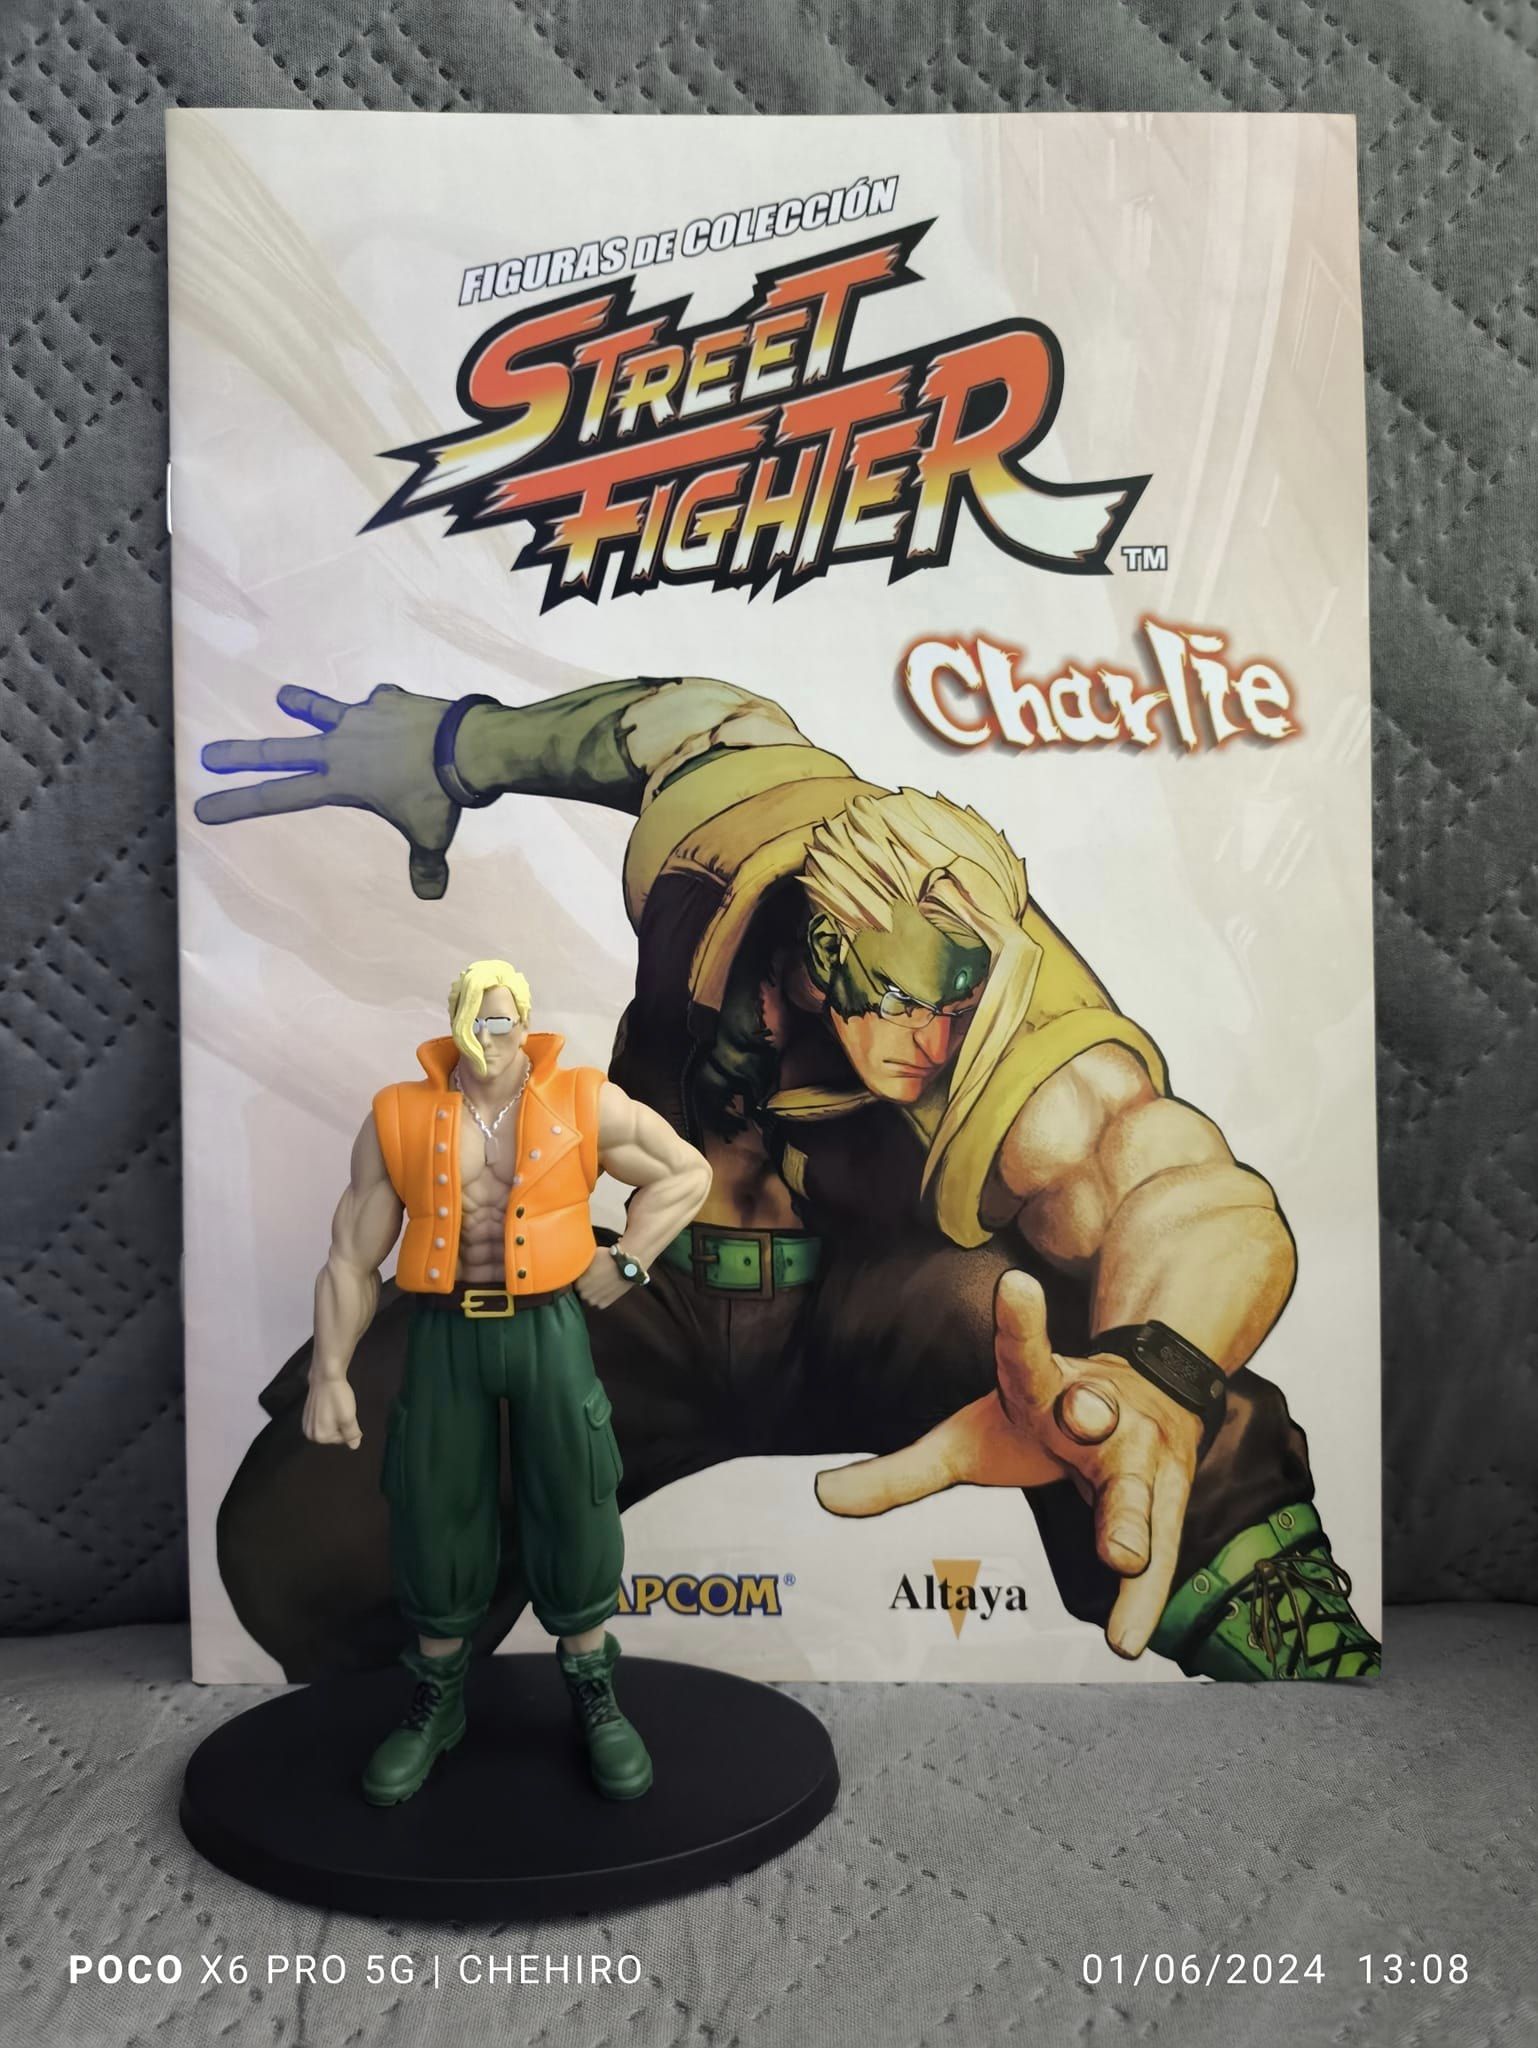 FIGURAS DE COLECCIÓN
STREET
FIGHTER
TM
Charlie
APCOM®
Altaya
POCO X6 PRO 5G | CHEHIRO
01/06/2024 13:08